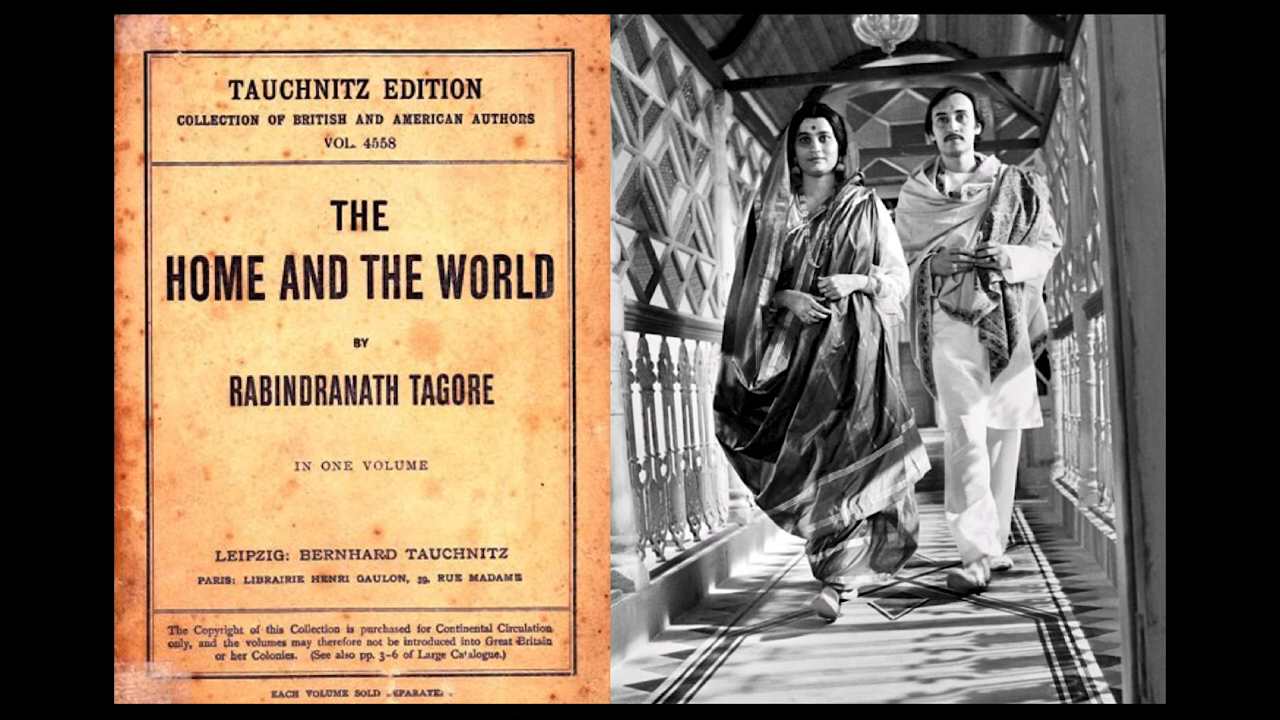 TAUCHNITZ EDITION
COLLECTION OF BRITISH AND AMERICAN AUTHORS
VOL. 4558
THE
HOME AND THE WORLD
BY
RABINDRANATH TAGORE
IN ONE VOLUME
LEIPZIG: BERNHARD TAUCHNITZ
PARIS: LIBRAIRIE HENRI GAULON, 39, RUE MADAME
The Copyright of this Collection is purchased for Continental Circulation
only, and the volumes may therefore not be introduced into Great Britain
or her Colonies. (See also pp. 3-6 of Large Ca alogue.)
EACH VOLUME SOLD